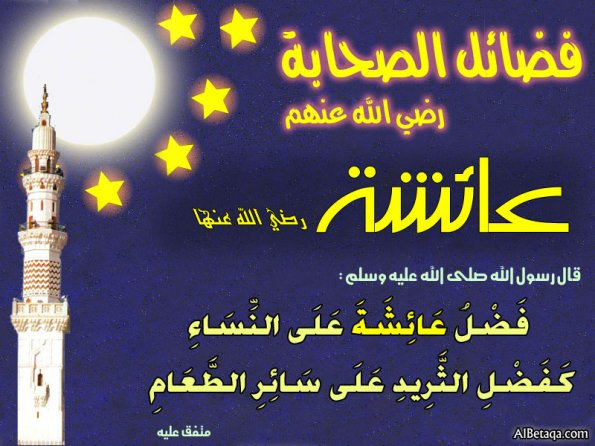 فضائل الصحابة
رضي الله عنهم
عائشة رضي الله عنها
قال رسول الله صلى الله عليه وسلم :
فَضْلُ عَائِشَةَ عَلَى النِّسَاءِ
كَفَضْلِ الثَّرِيدِ عَلَى سَائِرِ الطَّعَامِ
متفق عليه
AlBetaqa.com